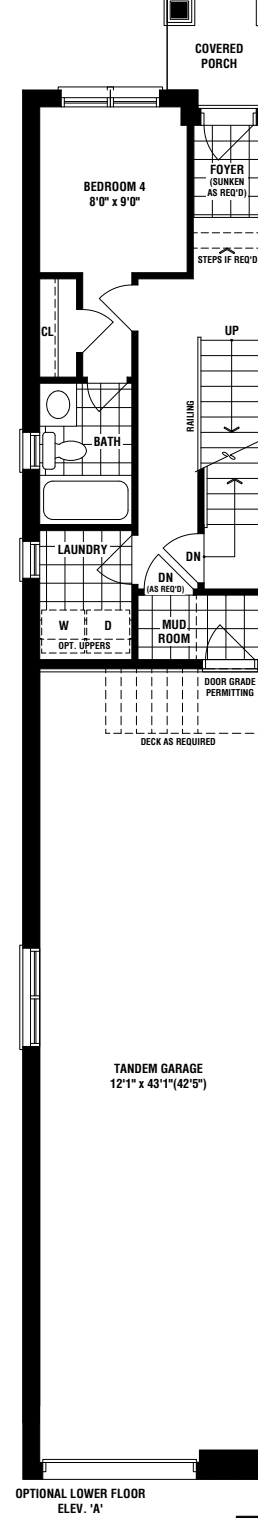 COVERED
PORCH
FOYER
(SUNKEN
AS REQ'D)
BEDROOM 4
8'0" x 9'0"
STEPS IF REQ'D
CL
UP
RAILING
BATH
LAUNDRY
DN
DN
(AS REQ'D)
W D
OPT. UPPERS
MUD
ROOM
DOOR GRADE
PERMITTING
DECK AS REQUIRED
TANDEM GARAGE
12'1" x 43'1"(42'5")
OPTIONAL LOWER FLOOR
ELEV. 'A'